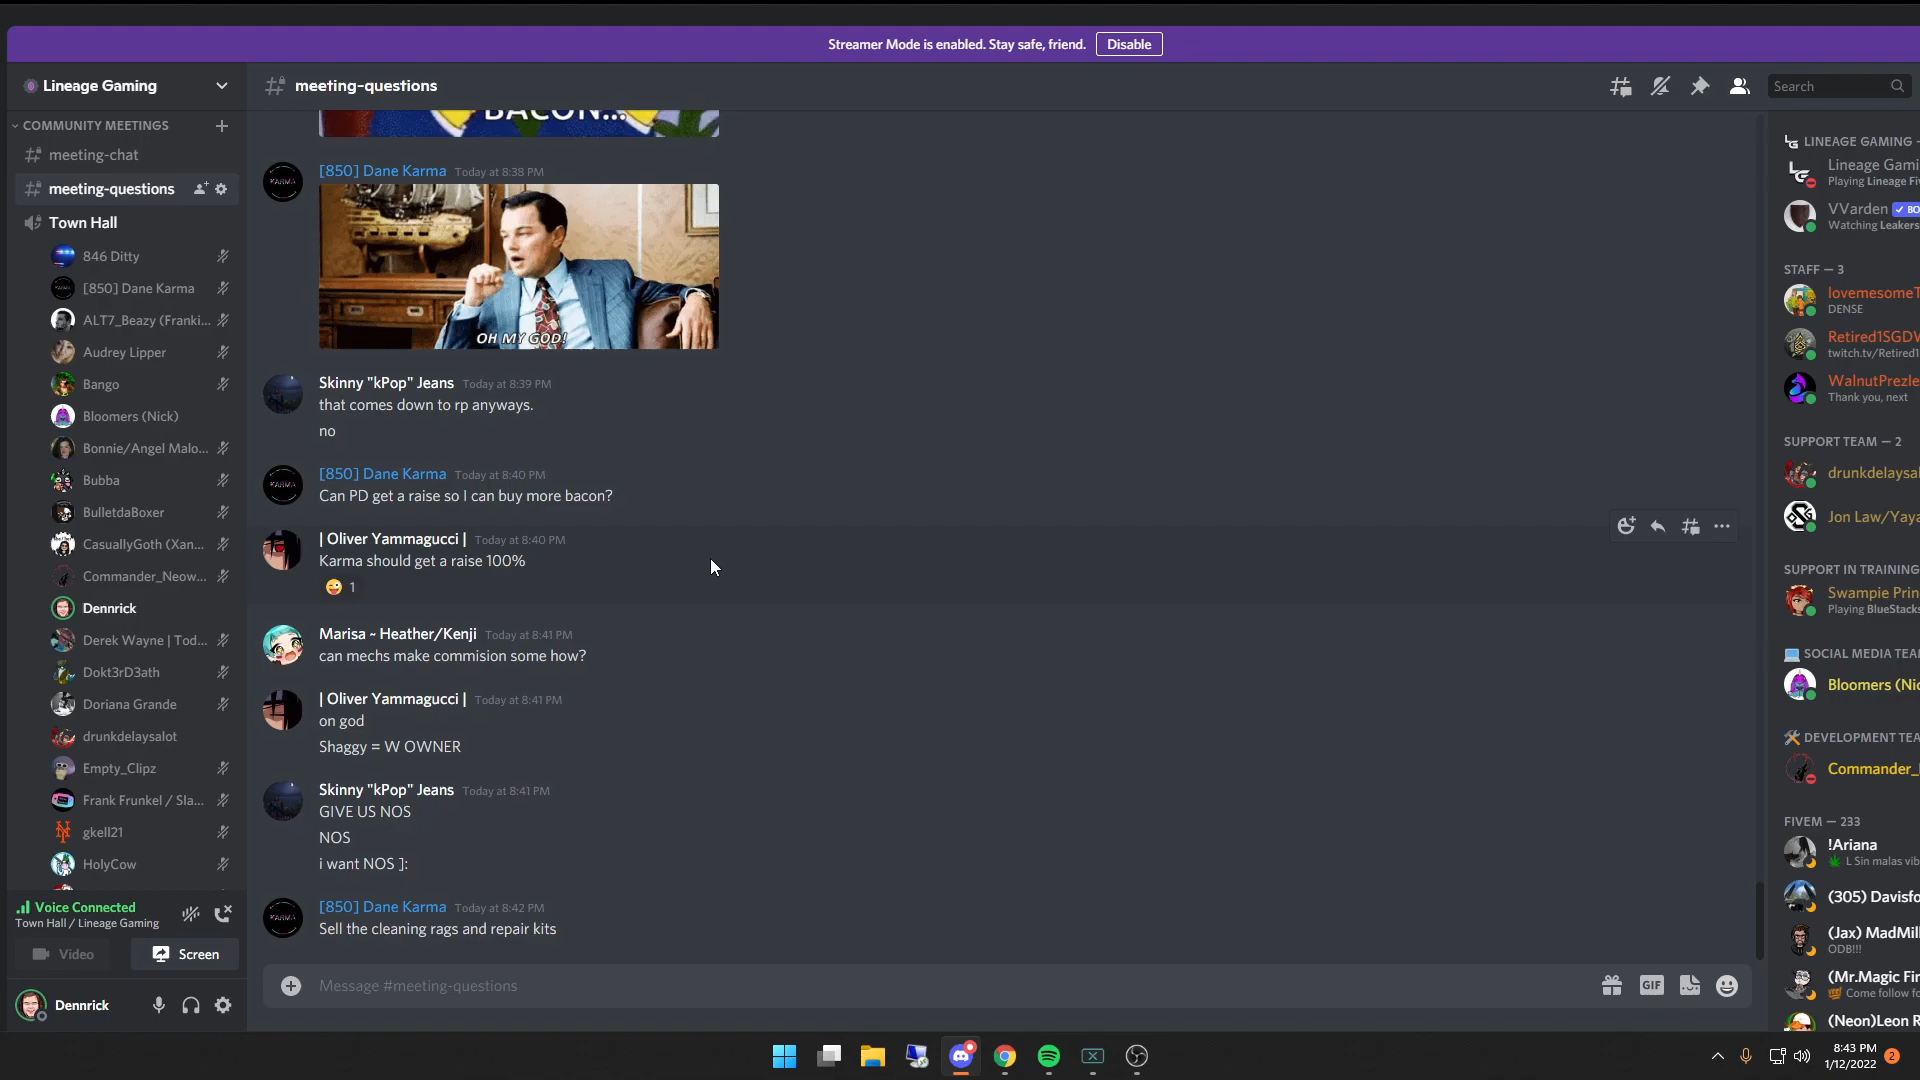 Streamer Mode is enabled. Stay safe, friend. Disable
Lineage Gaming
meeting-questions
Search
COMMUNITY MEETINGS
meeting-chat
meeting-questions
Town Hall
846 Ditty
[850] Dane Karma
ALT7_Beazy (Franki...
Audrey Lipper
Bango
Bloomers (Nick)
Bonnie/Angel Malo...
Bubba
BulletdaBoxer
CasuallyGoth (Xan...
Commander_Neow...
Dennrick
Derek Wayne | Tod...
Dokt3rD3ath
Doriana Grande
drunkdelaysalot
Empty_Clipz
Frank Frunkel / Sla...
gkell21
HolyCow
Voice Connected
Town Hall / Lineage Gaming
Video
Screen
Dennrick
BACON...
[850] Dane Karma Today at 8:38 PM
KARMA
OH MY GOD!
Skinny "kPop" Jeans Today at 8:39 PM
that comes down to rp anyways.
no
[850] Dane Karma Today at 8:40 PM
KARMA
Can PD get a raise so I can buy more bacon?
| Oliver Yammagucci | Today at 8:40 PM
Karma should get a raise 100%
😜 1
Marisa ~ Heather/Kenji Today at 8:41 PM
can mechs make commision some how?
| Oliver Yammagucci | Today at 8:41 PM
on god
Shaggy = W OWNER
Skinny "kPop" Jeans Today at 8:41 PM
GIVE US NOS
NOS
i want NOS ]:
[850] Dane Karma Today at 8:42 PM
KARMA
Sell the cleaning rags and repair kits
Message #meeting-questions
GIF
LINEAGE GAMING -
Lineage Gami
Playing Lineage Fiv
VVarden ✓ BO
Watching Leakers
STAFF — 3
lovemesomeT
DENSE
Retired1SGDV
twitch.tv/Retired1
WalnutPrezle
Thank you, next
SUPPORT TEAM — 2
drunkdelaysal
Jon Law/Yaya
SUPPORT IN TRAINING
Swampie Prin
Playing BlueStacks
SOCIAL MEDIA TEA
Bloomers (Nic
DEVELOPMENT TEA
Commander_
FIVEM — 233
!Ariana
L Sin malas vib
(305) Davisfo
(Jax) MadMill
ODB!!!
(Mr.Magic Fin
Come follow fo
(Neon)Leon R
8:43 PM
1/12/2022
2